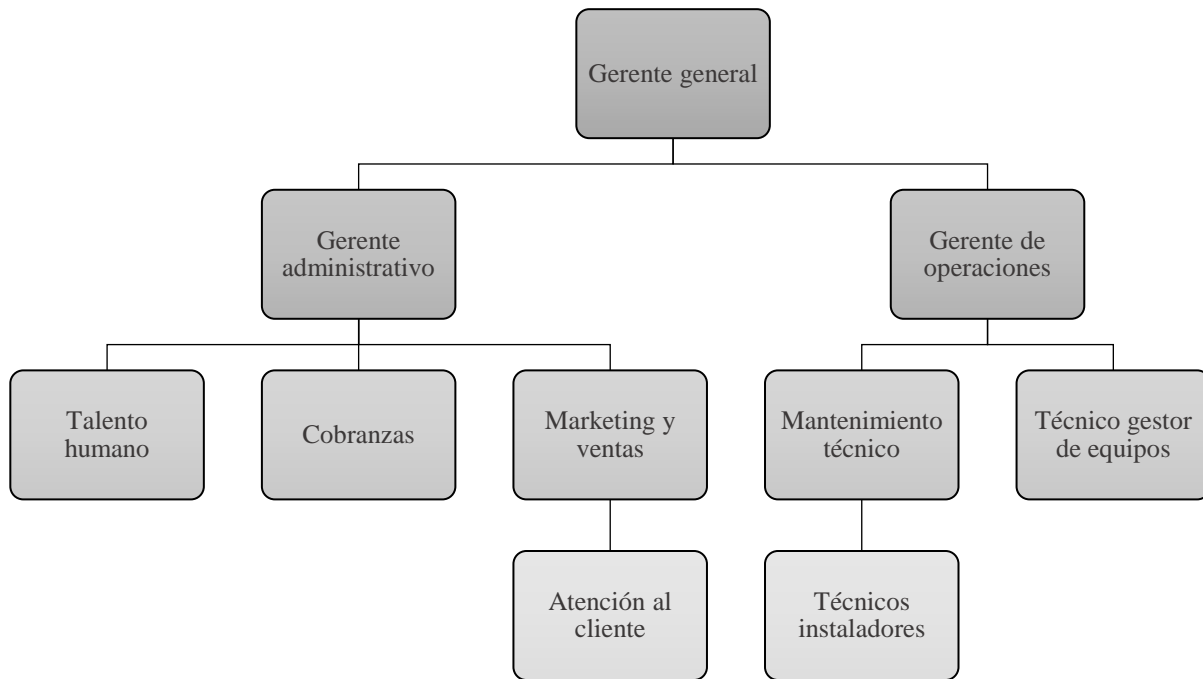 Gerente general
Gerente
administrativo
Gerente de
operaciones
Talento
humano
Cobranzas
Marketing y
ventas
Mantenimiento
técnico
Técnico gestor
de equipos
Atención al
cliente
Técnicos
instaladores